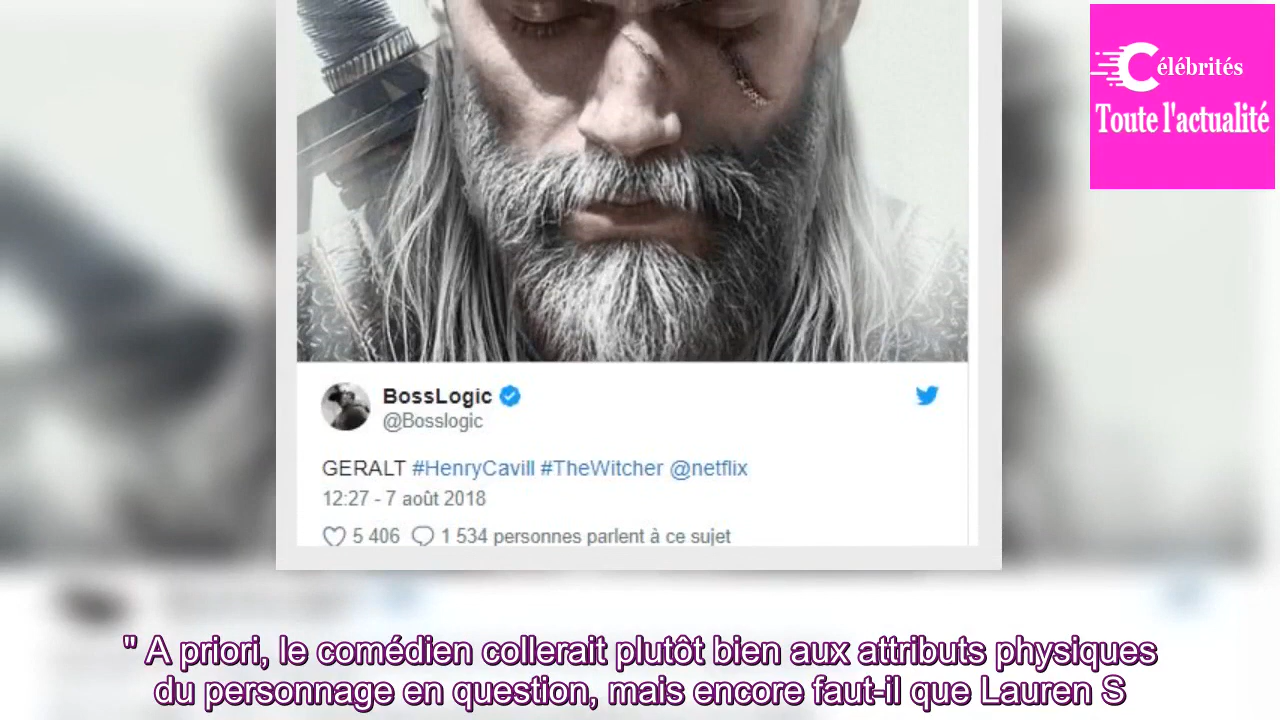 Célébrités
Toute l'actualité
BossLogic
@Bosslogic
GERALT #HenryCavill #TheWitcher @netflix
12:27 - 7 août 2018
5 406 1 534 personnes parlent à ce sujet
" A priori, le comédien collerait plutôt bien aux attributs physiques
du personnage en question, mais encore faut-il que Lauren S